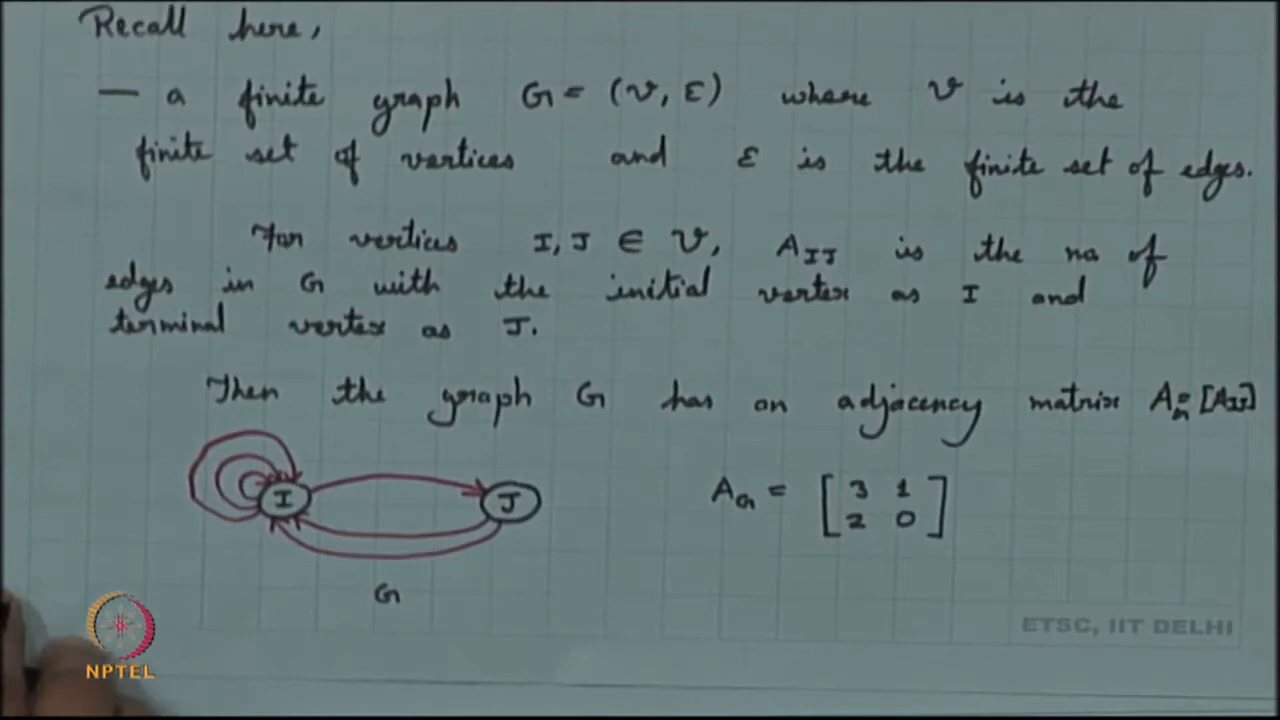 Recall here,
— a finite graph G = (V, E) where V is the
finite set of vertices and E is the finite set of edges.
For vertices I, J ∈ V, A_IJ is the no of
edges in G with the initial vertex as I and
terminal vertex as J.
Then the graph G has an adjacency matrix A_G = [A_IJ]
I J
A_G = [ 3 1
2 0 ]
G
NPTEL
ETSC, IIT DELHI